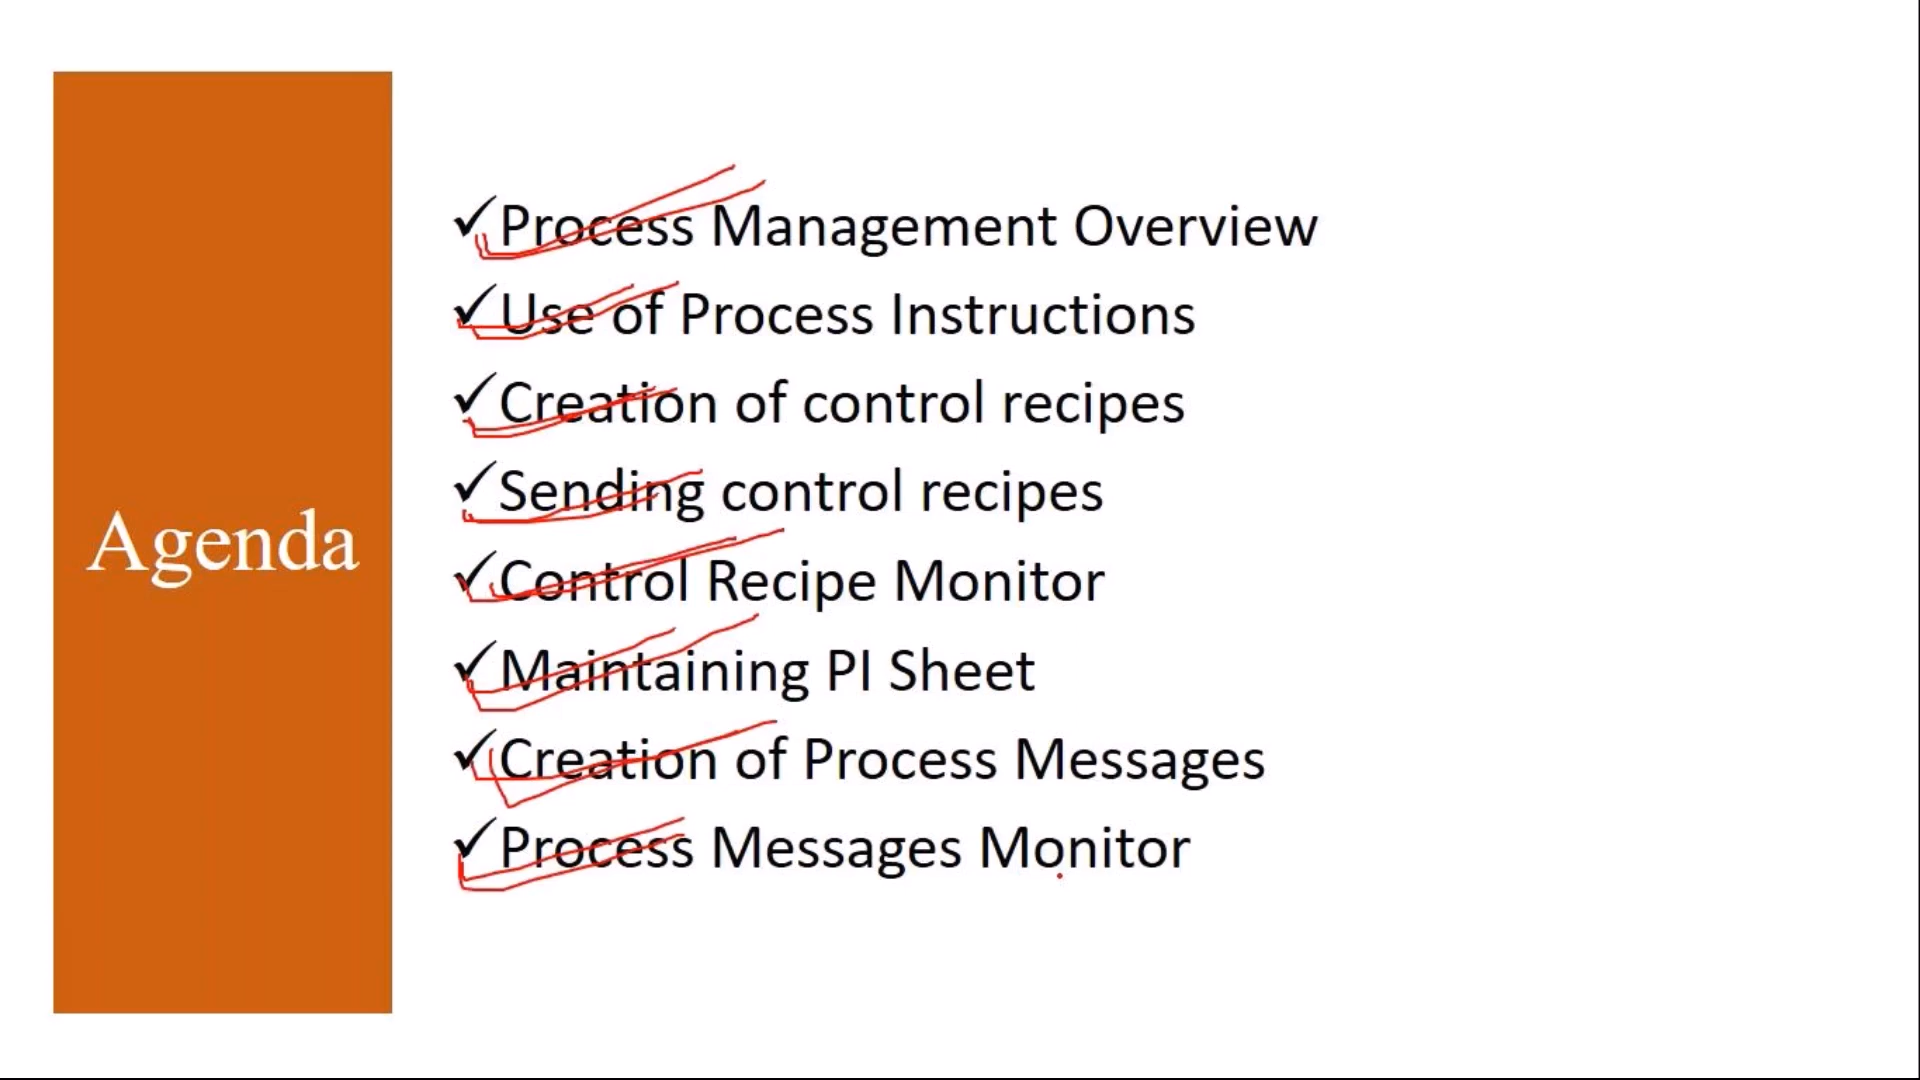 Agenda
Process Management Overview
Use of Process Instructions
Creation of control recipes
Sending control recipes
Control Recipe Monitor
Maintaining PI Sheet
Creation of Process Messages
Process Messages Monitor